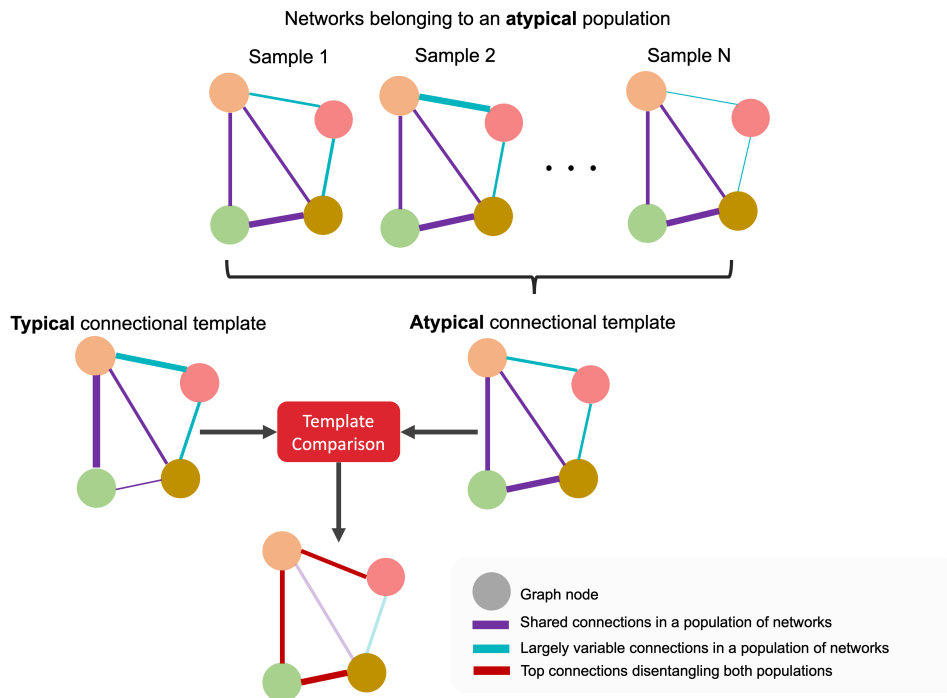 Networks belonging to an atypical population
Sample 1
Sample 2
Sample N
. . .
Typical connectional template
Atypical connectional template
Template
Comparison
Graph node
Shared connections in a population of networks
Largely variable connections in a population of networks
Top connections disentangling both populations